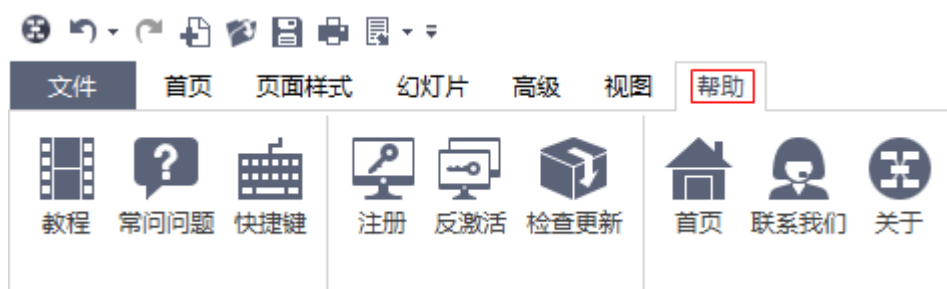 文件 首页 页面样式 幻灯片 高级 视图 帮助
教程 常问问题 快捷键 注册 反激活 检查更新 首页 联系我们 关于